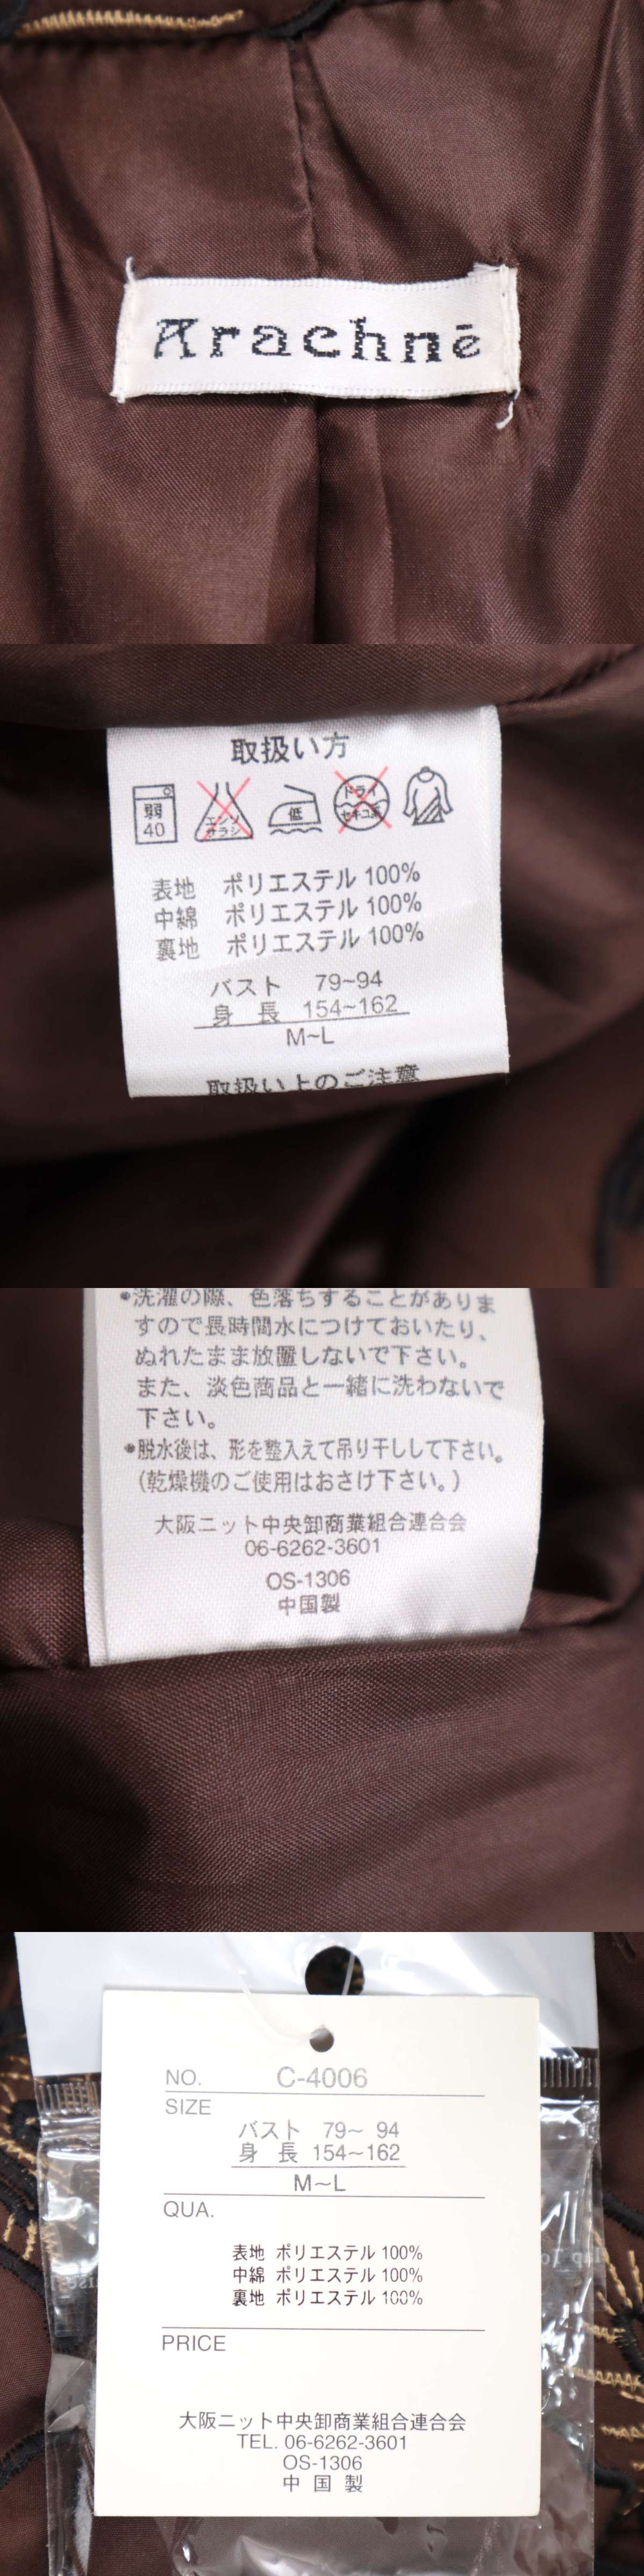 Arachnē
取扱い方
弱
40
エンソ
サラシ
低
ドライ
セキユ系
表地 ポリエステル 100%
中綿 ポリエステル 100%
裏地 ポリエステル 100%
バスト 79~94
身 長 154~162
M~L
取扱い上のご注意
•洗濯の際、色落ちすることがありま
すので長時間水につけておいたり、
ぬれたまま放置しないで下さい。
また、淡色商品と一緒に洗わないで
下さい。
•脱水後は、形を整入えて吊り干しして下さい。
(乾燥機のご使用はおさけ下さい。)
大阪ニット中央卸商業組合連合会
06-6262-3601
OS-1306
中国製
NO. C-4006
SIZE
バスト 79~ 94
身 長 154~162
M~L
QUA.
表地 ポリエステル 100%
中綿 ポリエステル 100%
裏地 ポリエステル 100%
PRICE
大阪ニット中央卸商業組合連合会
TEL. 06-6262-3601
OS-1306
中 国 製